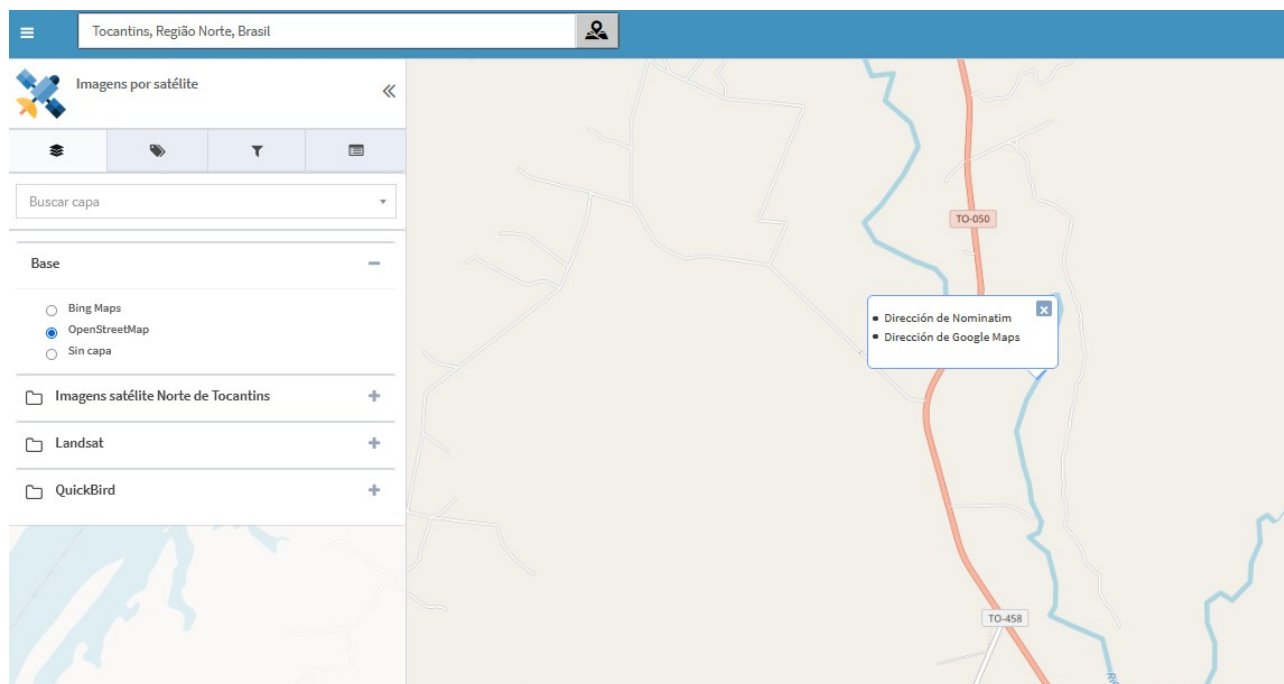 Tocantins, Região Norte, Brasil
Imagens por satélite
Buscar capa
Base
Bing Maps
OpenStreetMap
Sin capa
Imagens satélite Norte de Tocantins
Landsat
QuickBird
TO-050
Dirección de Nominatim
Dirección de Google Maps
TO-458